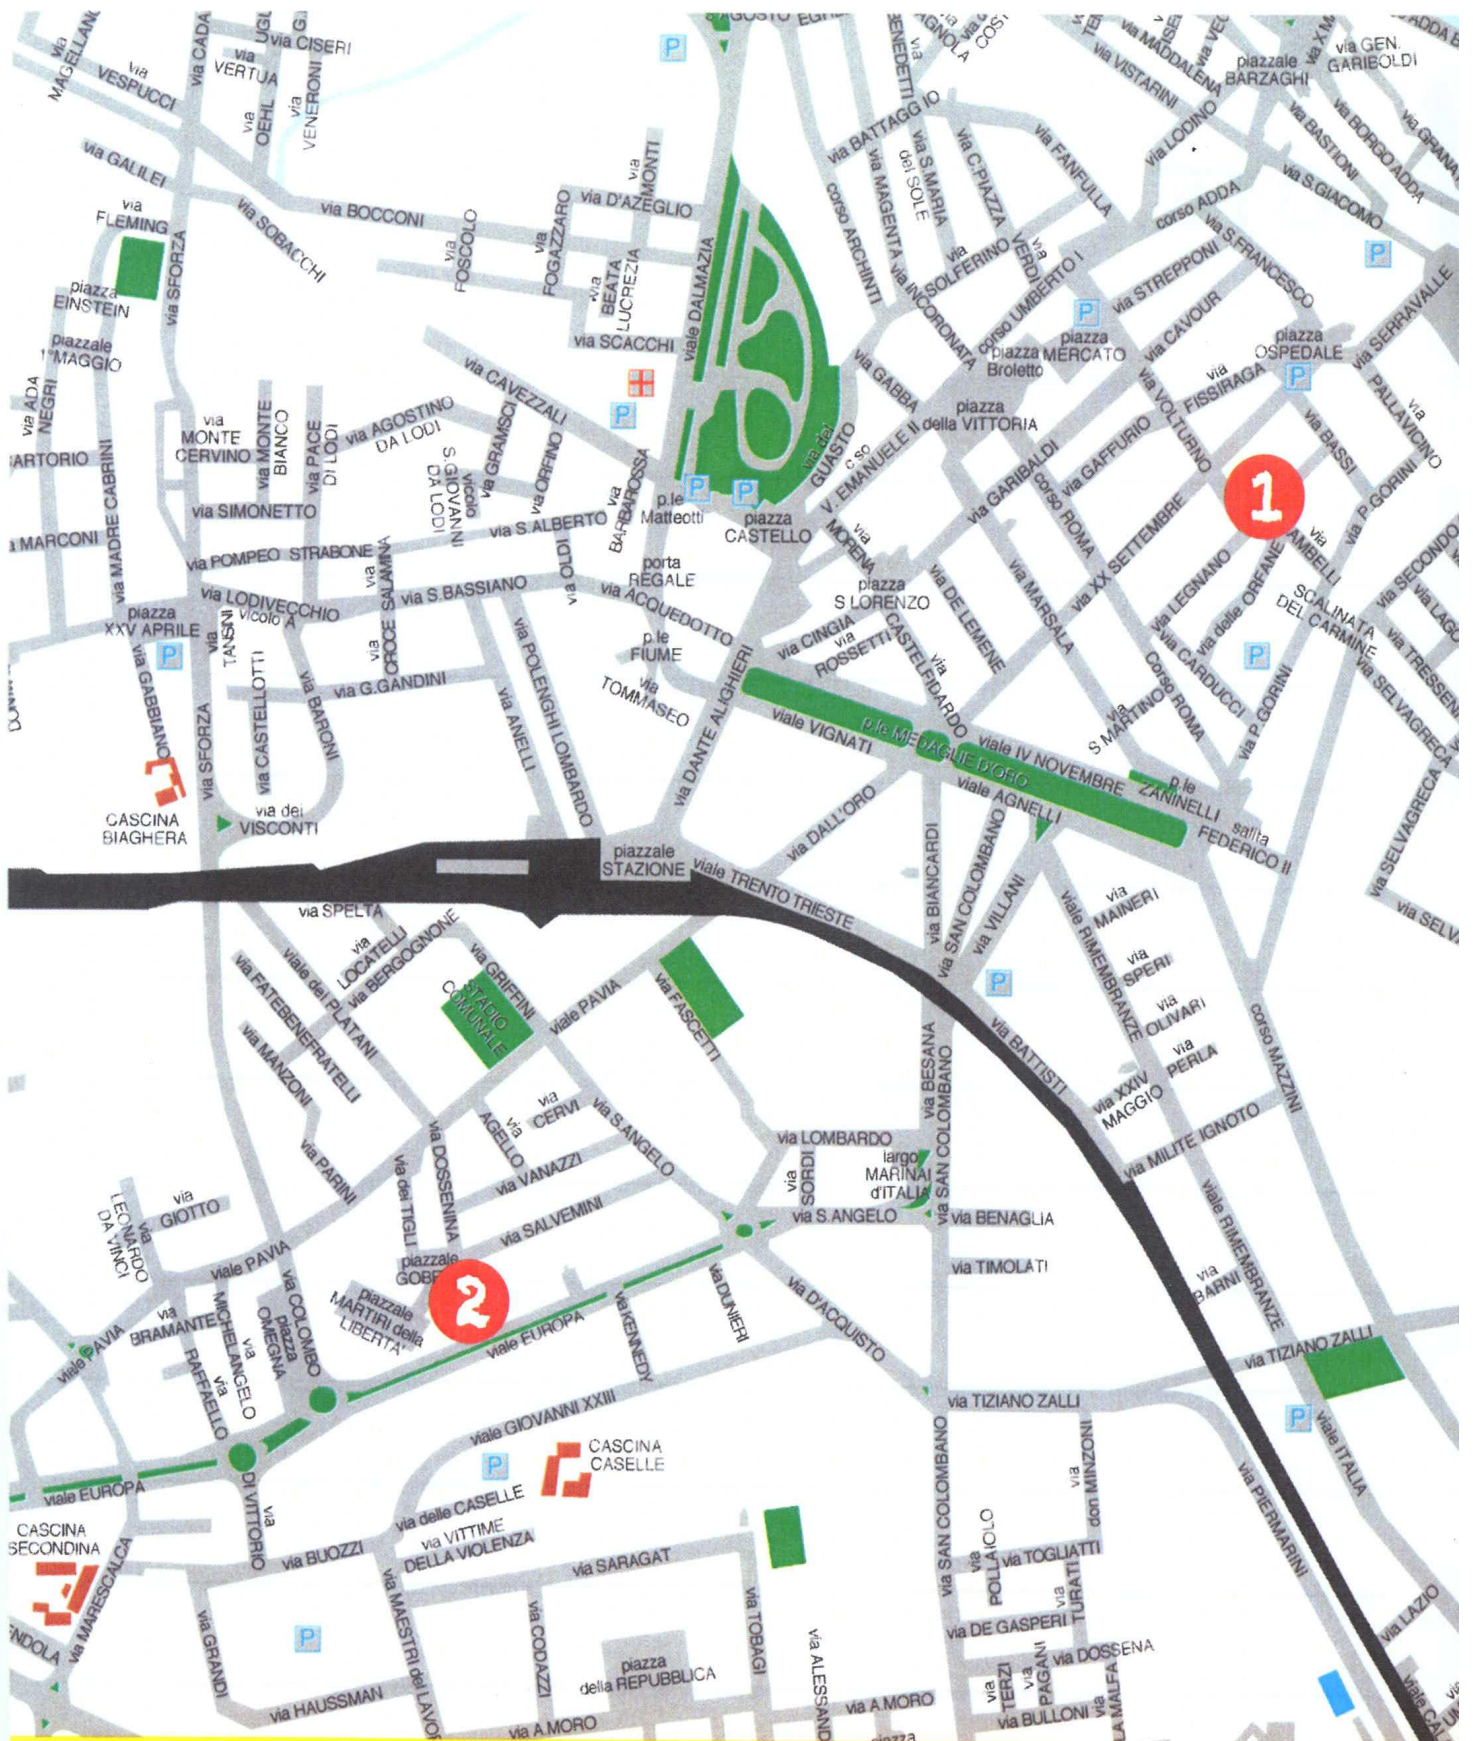 via MAGELLANO
via VESPUCCI
via CADA
via VERTUA
via CISERI
via OEHL
via VENERONI
via GALILEI
via FLEMING
via SFORZA
via SOBACCHI
via BOCCONI
via FOSCOLO
via FOGAZZARO
via D'AZEGLIO
via ALEMONTI
via BEATA LUCREZIA
via SCACCHI
viale DALMAZIA
via BATTAGGIO
via MAGENTA
via S.MARIA
del SOLE
via C.PIAZZA
via FANFULLA
via VISTARINI
via MADDALENA
via LODINO
piazzale
BARZAGHI
via GEN.
GARIBOLDI
via BASTIONI
via BORGOADDA
via S.GIACOMO
corso ADDA
corso ARCHINTI
via SOLFERINO
via VERDI
via INCORONATA
corso UMBERTO I
via STREPPONI
via S.FRANCESCO
via CAVOUR
piazza
MERCATO
piazza
Broletto
piazza
OSPEDALE
via SERRAVALLE
via FISSIRAGA
via PALLAVICINO
piazza
EINSTEIN
piazzale
1°MAGGIO
via ADA
NEGRI
via
MONTE
CERVINO
via MONTE
BIANCO
via PACE
DI LODI
via AGOSTINO
DA LODI
via CAVEZZALI
via GRAMSCI
via ORFINO
S.GIOVANNI
DA LODI
vicolo
via GABBA
via del
GUASTO
c.so
V. EMANUELE II
piazza
della VITTORIA
via VOLTURNO
via GAFFURIO
via GARIBALDI
via BASSI
via P.GORINI
1
ARTORIO
via MADRE CABRINI
via SIMONETTO
via POMPEO STRABONE
via S.ALBERTO
via
BARBAROSSA
p.le
Matteotti
piazza
CASTELLO
MARCONI
via LODIVECCHIO
vicolo A
via CROCE SALAMINA
via S.BASSIANO
via OLDI
porta
REGALE
via ACQUEDOTTO
via MORENA
piazza
S.LORENZO
via DE LEMENE
via MARSALA
corso ROMA
via XX SETTEMBRE
via LEGNANO
via delle ORFANE
via
SCALINATA
DEL CARMINE
via SECONDO
via LAGO
piazza
XXV APRILE
via
TANSINI
via CASTELLOTTI
via GABBIANO
via BARONI
via G.GANDINI
via POLENGHI LOMBARDO
via ANELLI
p.le
FIUME
via
TOMMASEO
via DANTE ALIGHIERI
via CINGIA
via
ROSSETTI
via CASTELFIDARDO
viale VIGNATI
p.le MEDAGLIE D'ORO
viale IV NOVEMBRE
viale AGNELLI
via
S.MARTINO
via CARDUCCI
Corso ROMA
via P.GORINI
p.le
ZANINELLI
salita
FEDERICO II
via SELVAGRECA
via SELVAGRECA
CASCINA
BIAGHERA
via SFORZA
via dei
VISCONTI
piazzale
STAZIONE
viale TRENTO TRIESTE
via DALL'ORO
via BIANCARDI
via SAN COLOMBANO
via VILLANI
viale RIMEMBRANZE
via
MAINERI
via
SPERI
via
OLIVARI
via
PERLA
via XXIV
MAGGIO
corso MAZZINI
via MILITE IGNOTO
via BATTISTI
via SPELTA
via
LOCATELLI
via BERGOGNONE
viale dei PLATANI
via FATEBENEFRATELLI
via MANZONI
via PARINI
via GRIFFINI
STADIO
COMUNALE
viale PAVIA
via FASCETTI
via BESANA
via SAN COLOMBANO
via
CERVI
via
AGELLO
via S.ANGELO
via VANAZZI
via DOSSENINA
via dei TIGLI
via SALVEMINI
via LOMBARDO
via
SORDI
largo
MARINAI
d'ITALIA
via S.ANGELO
via BENAGLIA
via TIMOLATI
via
LEONARDO
DA VINCI
via
GIOTTO
viale PAVIA
piazzale
2
piazzale
MARTIRI della
LIBERTA'
via COLOMBO
piazza
OMEGNA
via
BRAMANTE
via
MICHELANGELO
via
RAFFAELLO
viale PAVIA
viale EUROPA
via KENNEDY
via DUNIERI
via D'ACQUISTO
viale RIMEMBRANZE
via
BARNI
via TIZIANO ZALLI
via TIZIANO ZALLI
viale ITALIA
via PIERMARINI
viale GIOVANNI XXIII
CASCINA
CASELLE
via delle CASELLE
viale EUROPA
via
DI VITTORIO
via BUOZZI
via VITTIME
DELLA VIOLENZA
CASCINA
SECONDINA
via MARESCALCA
via GRANDI
via HAUSSMAN
via MAESTRI del LAVOR
via SARAGAT
via CODAZZI
piazza
della REPUBBLICA
via TOBAGI
via ALESSAND
via A.MORO
via A.MORO
piazza
via SAN COLOMBANO
via
don MINZONI
via
POLLAIOLO
via TOGLIATTI
via
TURATI
via DE GASPERI
via DOSSENA
via
TERZI
via
PAGANI
via BULLONI
via
LA MALFA
via LAZIO